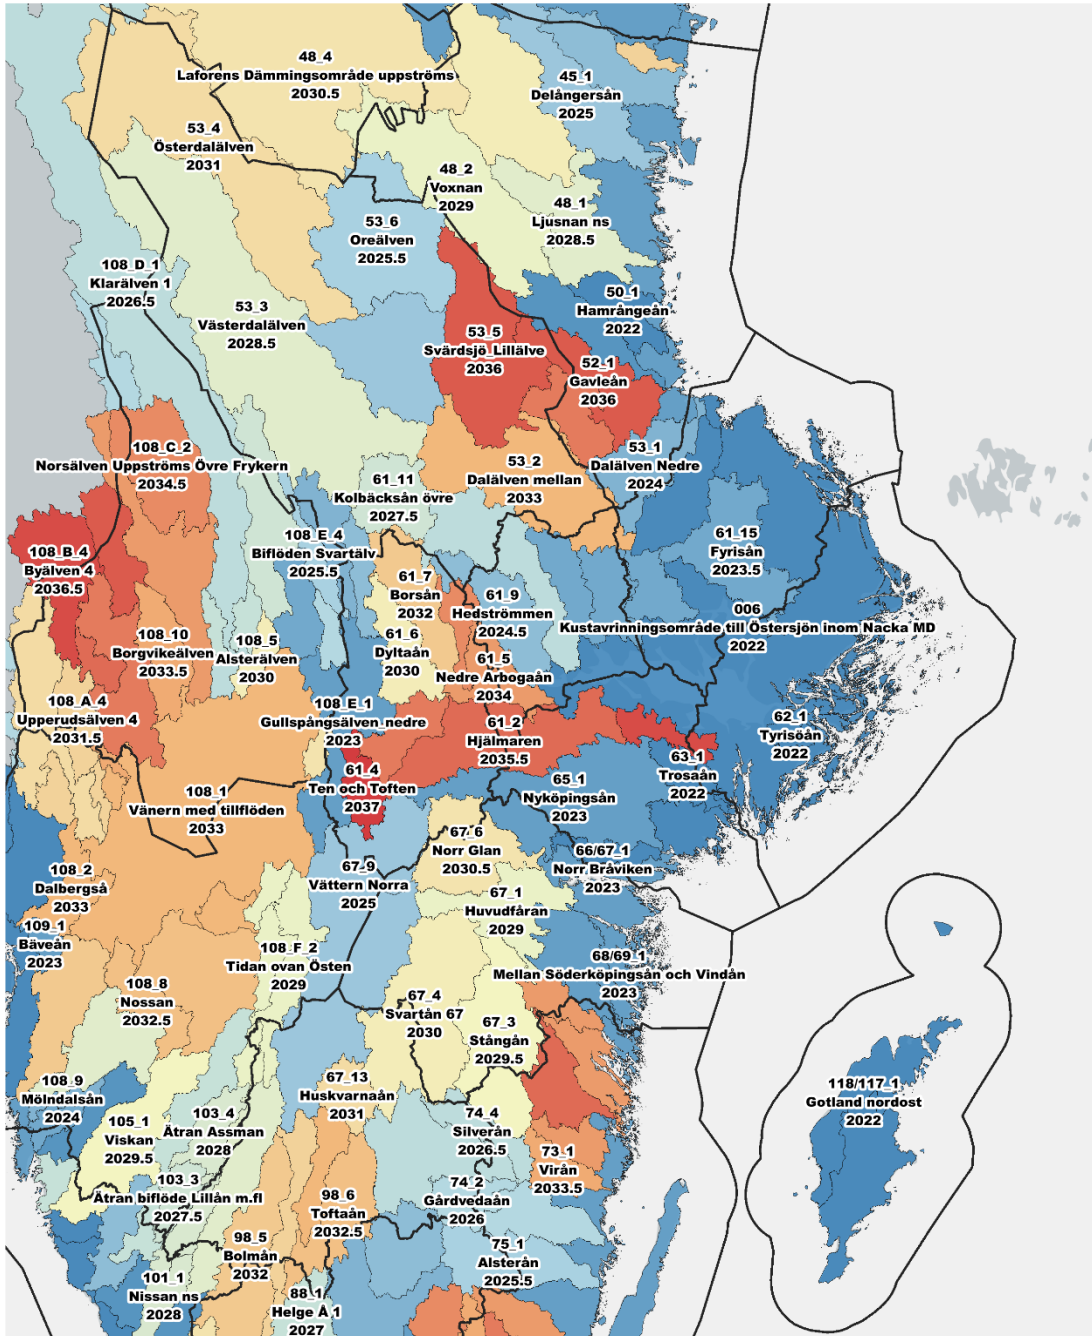 48_4
Laforens Dämmingsområde uppströms
2030.5
45_1
Delångersån
2025
53_4
Österdalälven
2031
48_2
Voxnan
2029
48_1
Ljusnan ns
2028.5
53_6
Oreälven
2025.5
108_D_1
Klarälven 1
2026.5
50_1
Hamrångeån
2022
53_3
Västerdalälven
2028.5
53_5
Svärdsjö_Lillälve
2036
52_1
Gavleån
2036
108_C_2
Norsälven Uppströms Övre Frykern
2034.5
53_1
Dalälven Nedre
2024
53_2
Dalälven mellan
2033
61_11
Kolbäcksån övre
2027.5
108_E_4
Biflöden Svartälv
2025.5
61_15
Fyrisån
2023.5
108_B_4
Byälven 4
2036.5
61_7
Borsån
2032
61_9
Hedströmmen
2024.5
006
Kustavrinningsområde till Östersjön inom Nacka MD
2022
108_10
Borgvikeälven
2033.5
108_5
Alsterälven
2030
61_6
Dyltaån
2030
61_5
Nedre Arbogaån
2034
108_A_4
Upperudsälven 4
2031.5
108_E_1
Gullspångsälven_nedre
2023
61_2
Hjälmaren
2035.5
62_1
Tyrisöån
2022
63_1
Trosaån
2022
61_4
Ten och Toften
2037
65_1
Nyköpingsån
2023
108_1
Vänern med tillflöden
2033
67_6
Norr Glan
2030.5
66/67_1
Norr Bråviken
2023
108_2
Dalbergså
2033
67_9
Vättern Norra
2025
67_1
Huvudfåran
2029
109_1
Bäveån
2023
108_F_2
Tidan ovan Östen
2029
68/69_1
Mellan Söderköpingsån och Vindån
2023
108_8
Nossan
2032.5
67_4
Svartån 67
2030
67_3
Stångån
2029.5
108_9
Mölndalsån
2024
67_13
Huskvarnaån
2031
118/117_1
Gotland nordost
2022
105_1
Viskan
2029.5
103_4
Ätran Assman
2028
74_4
Silverån
2026.5
73_1
Virån
2033.5
103_3
Ätran biflöde Lillån m.fl
2027.5
98_6
Toftaån
2032.5
74_2
Gårdvedaån
2026
98_5
Bolmån
2032
75_1
Alsterån
2025.5
101_1
Nissan ns
2028
88_1
Helge Å 1
2027